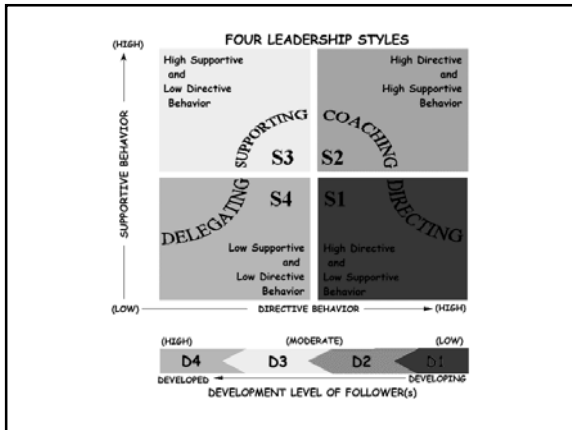 FOUR LEADERSHIP STYLES
(HIGH)
SUPPORTIVE BEHAVIOR
High Supportive
and
Low Directive
Behavior
SUPPORTING
S3
High Directive
and
High Supportive
Behavior
COACHING
S2
DELEGATING
S4
Low Supportive
and
Low Directive
Behavior
S1
DIRECTING
High Directive
and
Low Supportive
Behavior
(LOW)
DIRECTIVE BEHAVIOR
(HIGH)
(HIGH)
(MODERATE)
(LOW)
D4
D3
D2
D1
DEVELOPED
DEVELOPING
DEVELOPMENT LEVEL OF FOLLOWER(s)